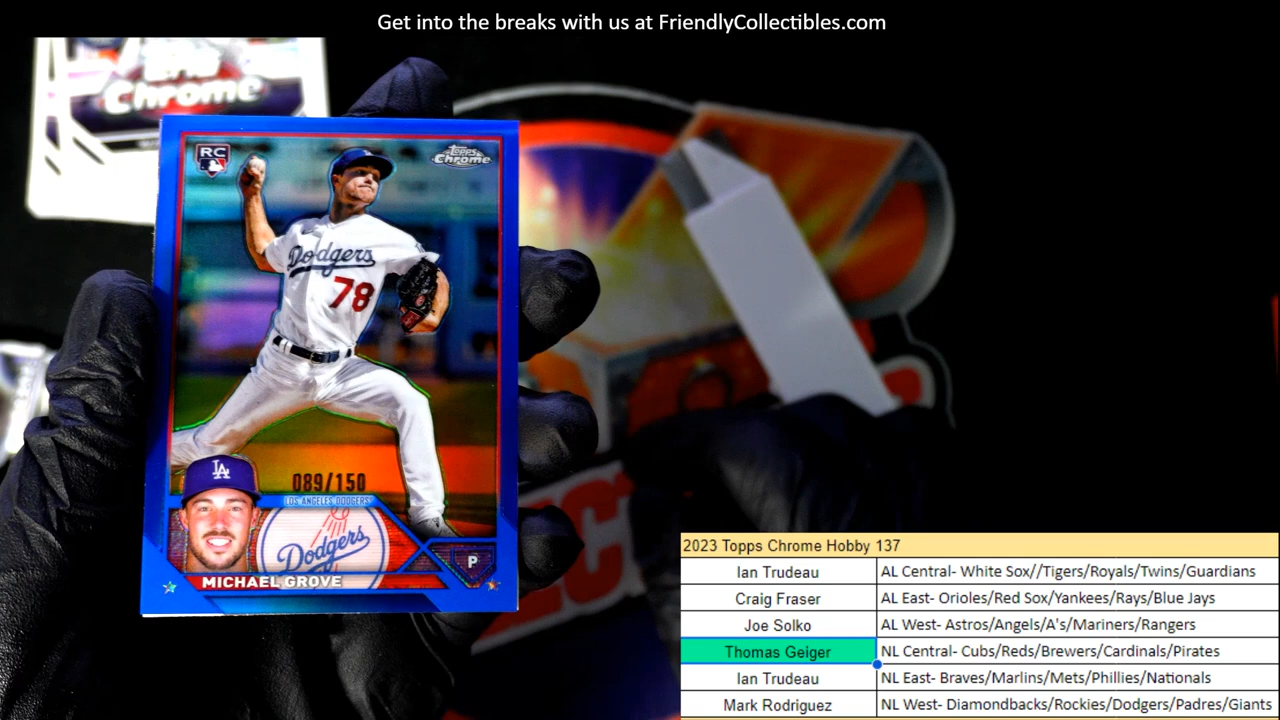 Get into the breaks with us at FriendlyCollectibles.com
Chrome
RC
Topps
Chrome
Dodgers
78
089/150
LA
LOS ANGELES DODGERS
Dodgers
P
MICHAEL GROVE
2023 Topps Chrome Hobby 137
Ian Trudeau AL Central- White Sox//Tigers/Royals/Twins/Guardians
Craig Fraser AL East- Orioles/Red Sox/Yankees/Rays/Blue Jays
Joe Solko AL West- Astros/Angels/A's/Mariners/Rangers
Thomas Geiger NL Central- Cubs/Reds/Brewers/Cardinals/Pirates
Ian Trudeau NL East- Braves/Marlins/Mets/Phillies/Nationals
Mark Rodriguez NL West- Diamondbacks/Rockies/Dodgers/Padres/Giants